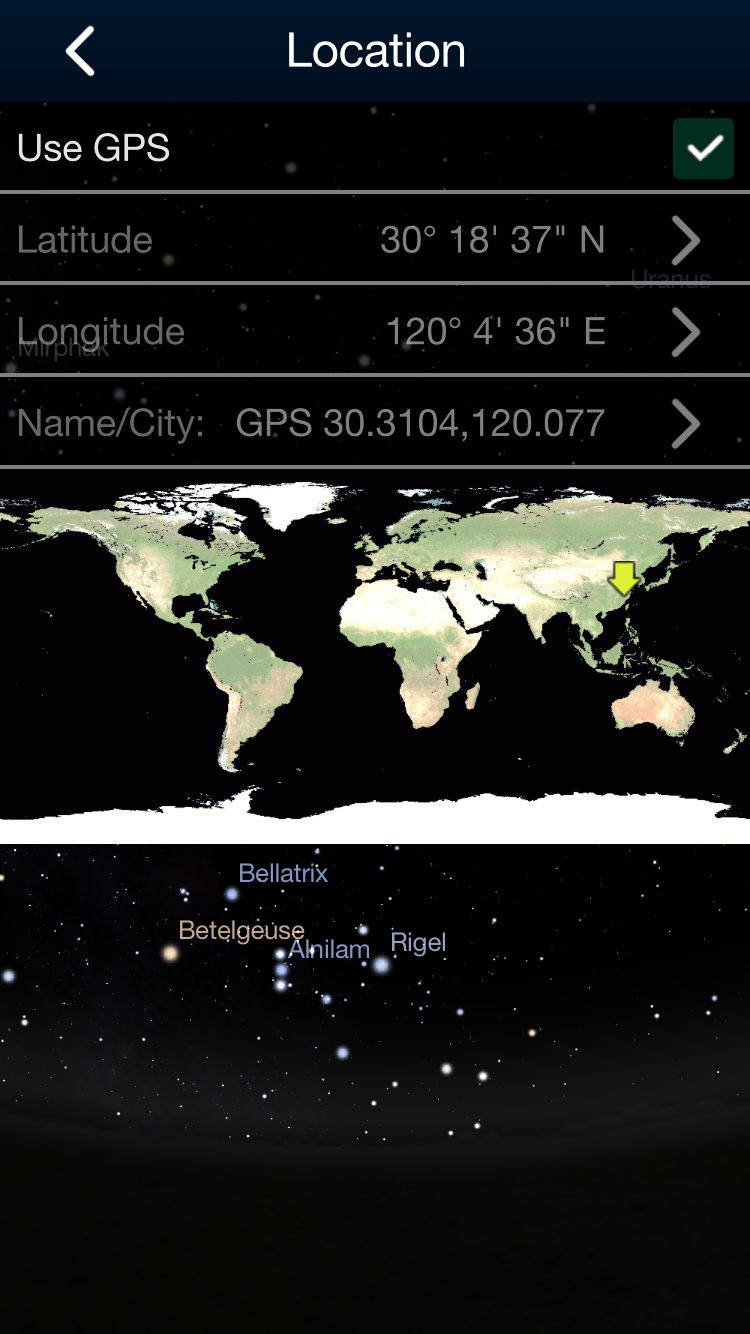 Location
Use GPS
Latitude 30° 18' 37" N
Uranus
Longitude 120° 4' 36" E
Mirphak
Name/City: GPS 30.3104,120.077
Bellatrix
Betelgeuse
Alnilam Rigel